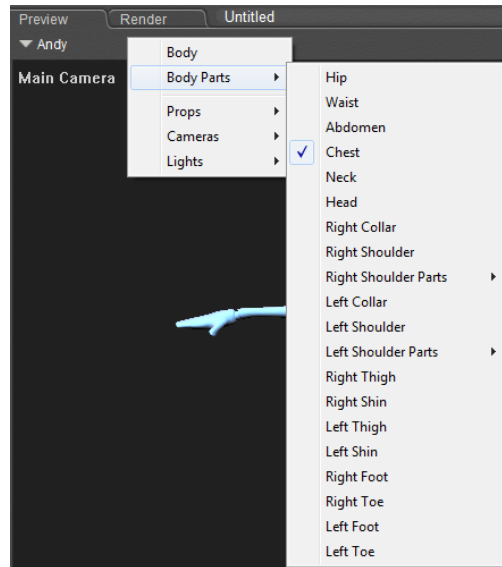 Preview Render Untitled
Andy
Main Camera
Body
Body Parts
Props
Cameras
Lights
Hip
Waist
Abdomen
Chest
Neck
Head
Right Collar
Right Shoulder
Right Shoulder Parts
Left Collar
Left Shoulder
Left Shoulder Parts
Right Thigh
Right Shin
Left Thigh
Left Shin
Right Foot
Right Toe
Left Foot
Left Toe